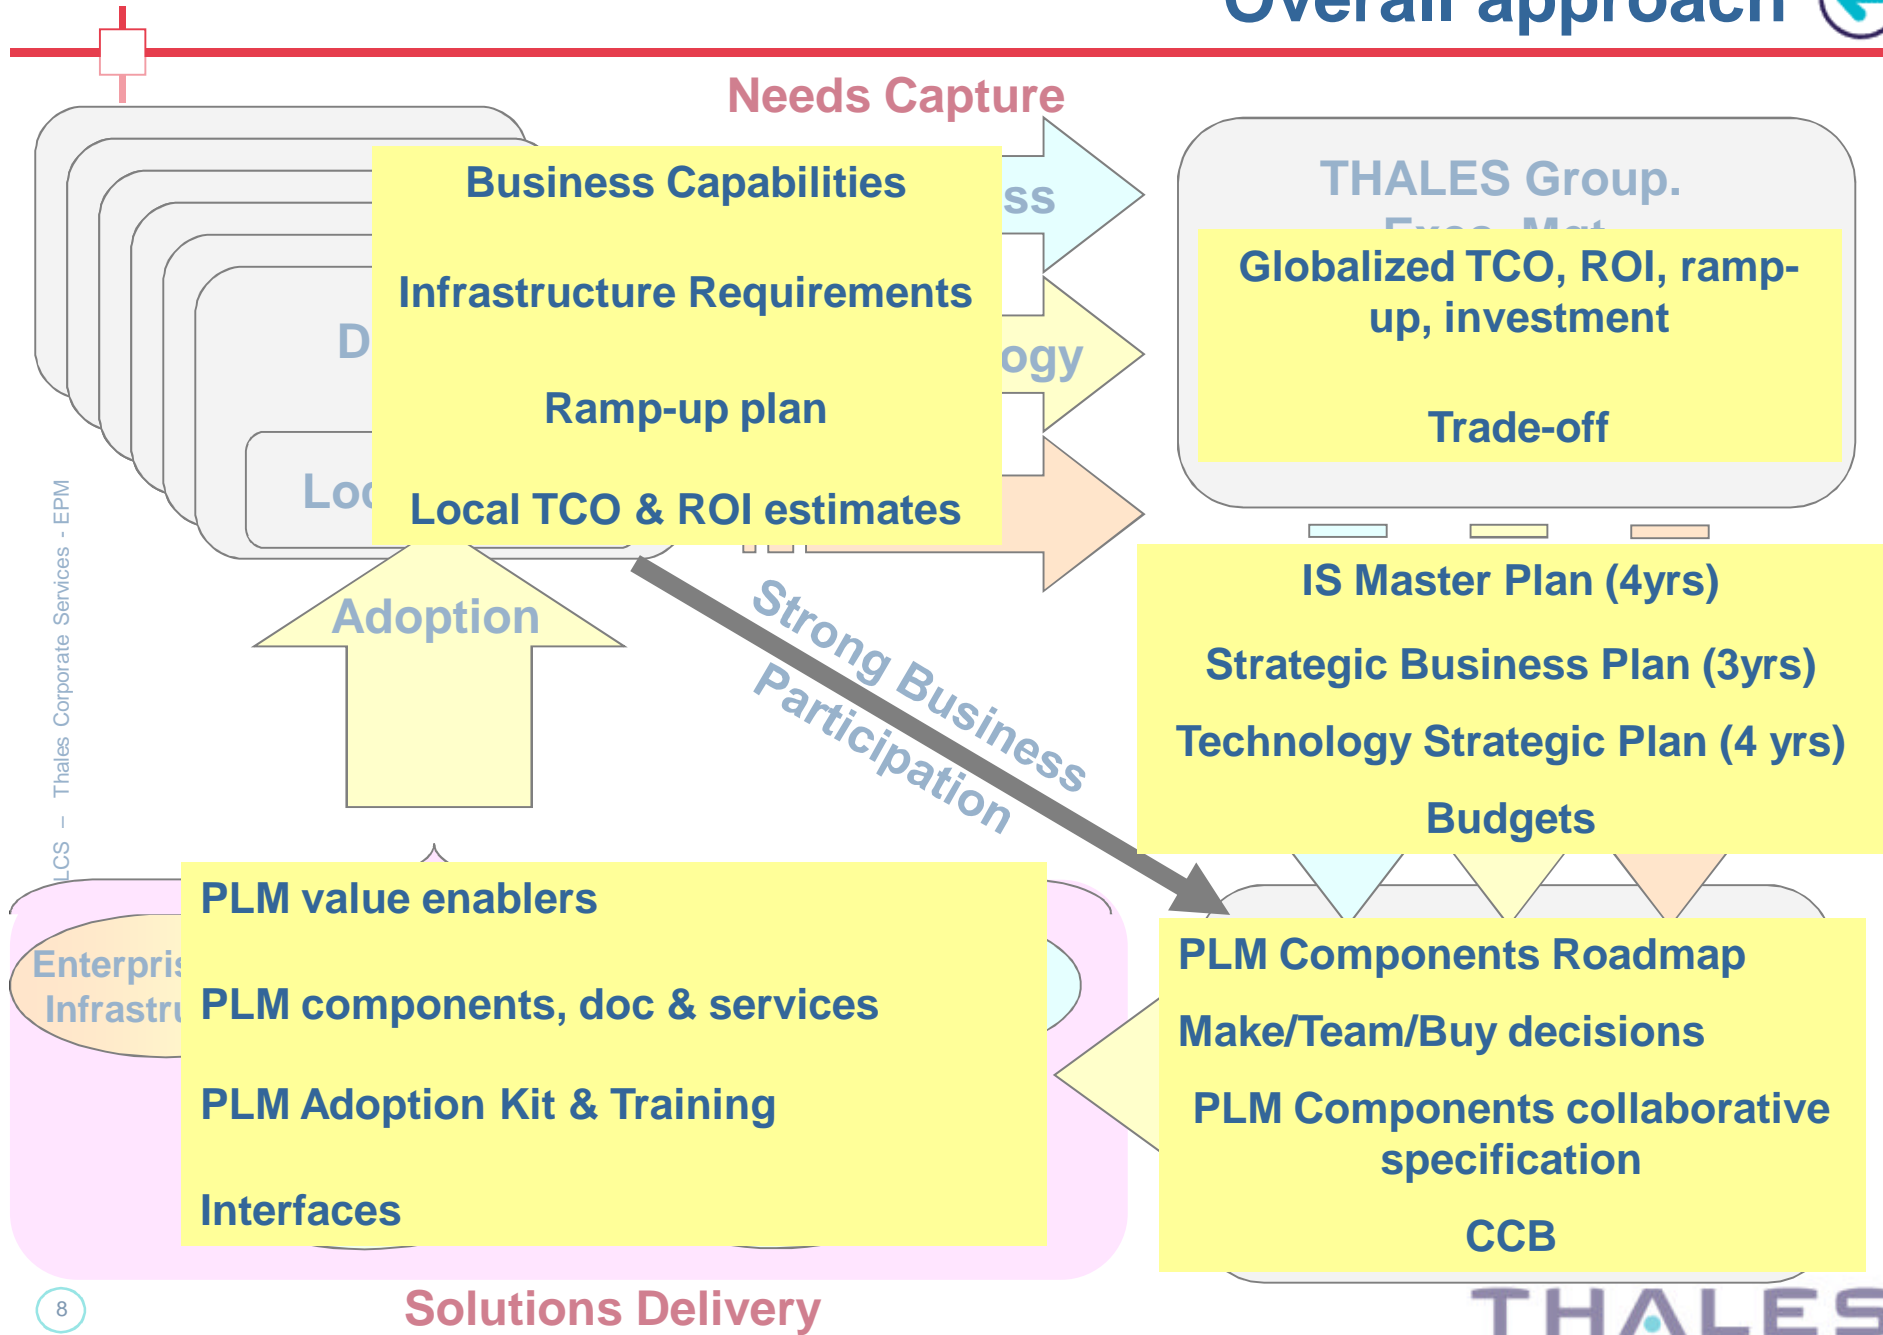 Overall approach
Needs Capture
Business Capabilities
Infrastructure Requirements
Ramp-up plan
Local TCO & ROI estimates
ss
ogy
D
Loc
THALES Group.
Globalized TCO, ROI, ramp-
up, investment
Trade-off
IS Master Plan (4yrs)
Strategic Business Plan (3yrs)
Technology Strategic Plan (4 yrs)
Budgets
Adoption
Strong Business
Participation
LCS – Thales Corporate Services - EPM
Enterpris
Infrastru
PLM value enablers
PLM components, doc & services
PLM Adoption Kit & Training
Interfaces
PLM Components Roadmap
Make/Team/Buy decisions
PLM Components collaborative
specification
CCB
Solutions Delivery
8
THALES